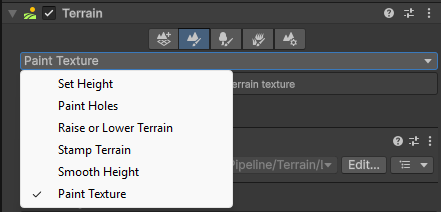 Terrain
Paint Texture
Set Height
Paint Holes
Raise or Lower Terrain
Stamp Terrain
Smooth Height
Paint Texture
errain texture
ipeline/Terrain/
Edit...